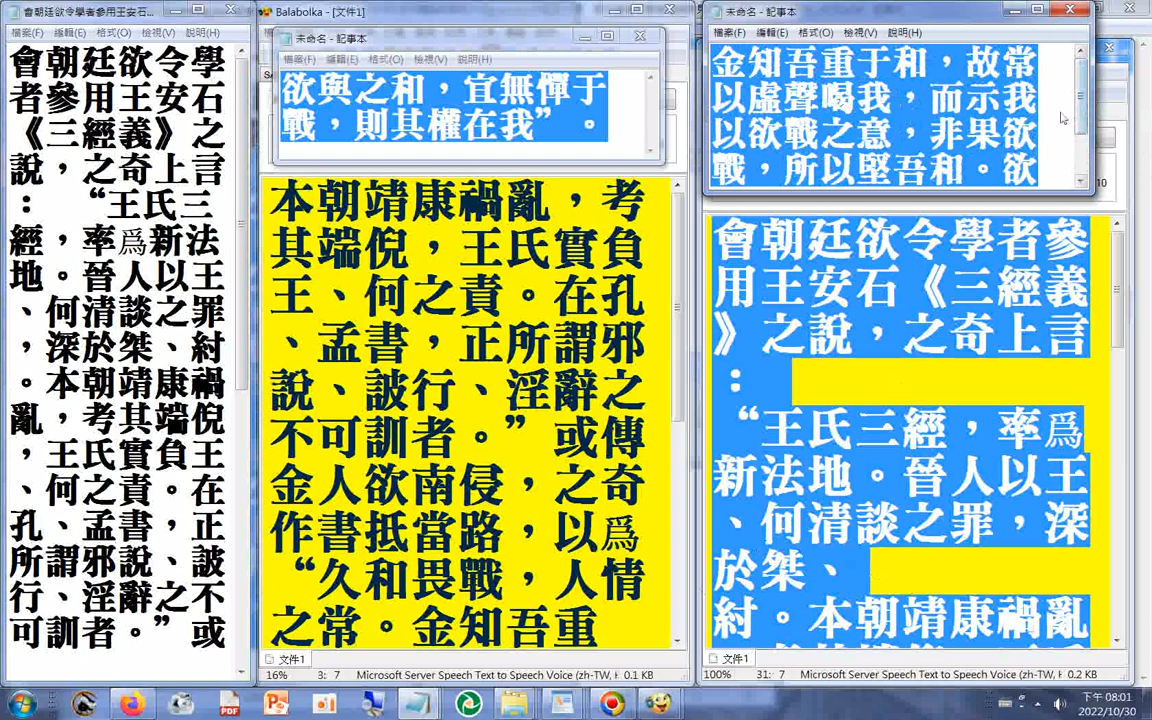 會朝廷欲令學者參用王安石...
檔案(F) 編輯(E) 格式(O) 檢視(V) 說明(H)
會朝廷欲令學
者參用王安石
《三經義》之
說，之奇上言
：　“王氏三
經，率爲新法
地。晉人以王
、何清談之罪
，深於桀、紂
。本朝靖康禍
亂，考其端倪
，王氏實負王
、何之責。在
孔、孟書，正
所謂邪說、詖
行、淫辭之不
可訓者。”或
Balabolka - [文件1]
未命名 - 記事本
檔案(F) 編輯(E) 格式(O) 檢視(V) 說明(H)
欲與之和，宜無憚于
戰，則其權在我”。
本朝靖康禍亂，考
其端倪，王氏實負
王、何之責。在孔
、孟書，正所謂邪
說、詖行、淫辭之
不可訓者。”或傳
金人欲南侵，之奇
作書抵當路，以爲
“久和畏戰，人情
之常。金知吾重
文件1
16% 3: 7 Microsoft Server Speech Text to Speech Voice (zh-TW, H 0.1 KB
未命名 - 記事本
檔案(F) 編輯(E) 格式(O) 檢視(V) 說明(H)
金知吾重于和，故常
以虛聲喝我，而示我
以欲戰之意，非果欲
戰，所以堅吾和。欲
10
會朝廷欲令學者參
用王安石《三經義
》之說，之奇上言
：
“王氏三經，率爲
新法地。晉人以王
、何清談之罪，深
於桀、
紂。本朝靖康禍亂
文件1
100% 31: 7 Microsoft Server Speech Text to Speech Voice (zh-TW, F 0.2 KB
下午 08:01
2022/10/30